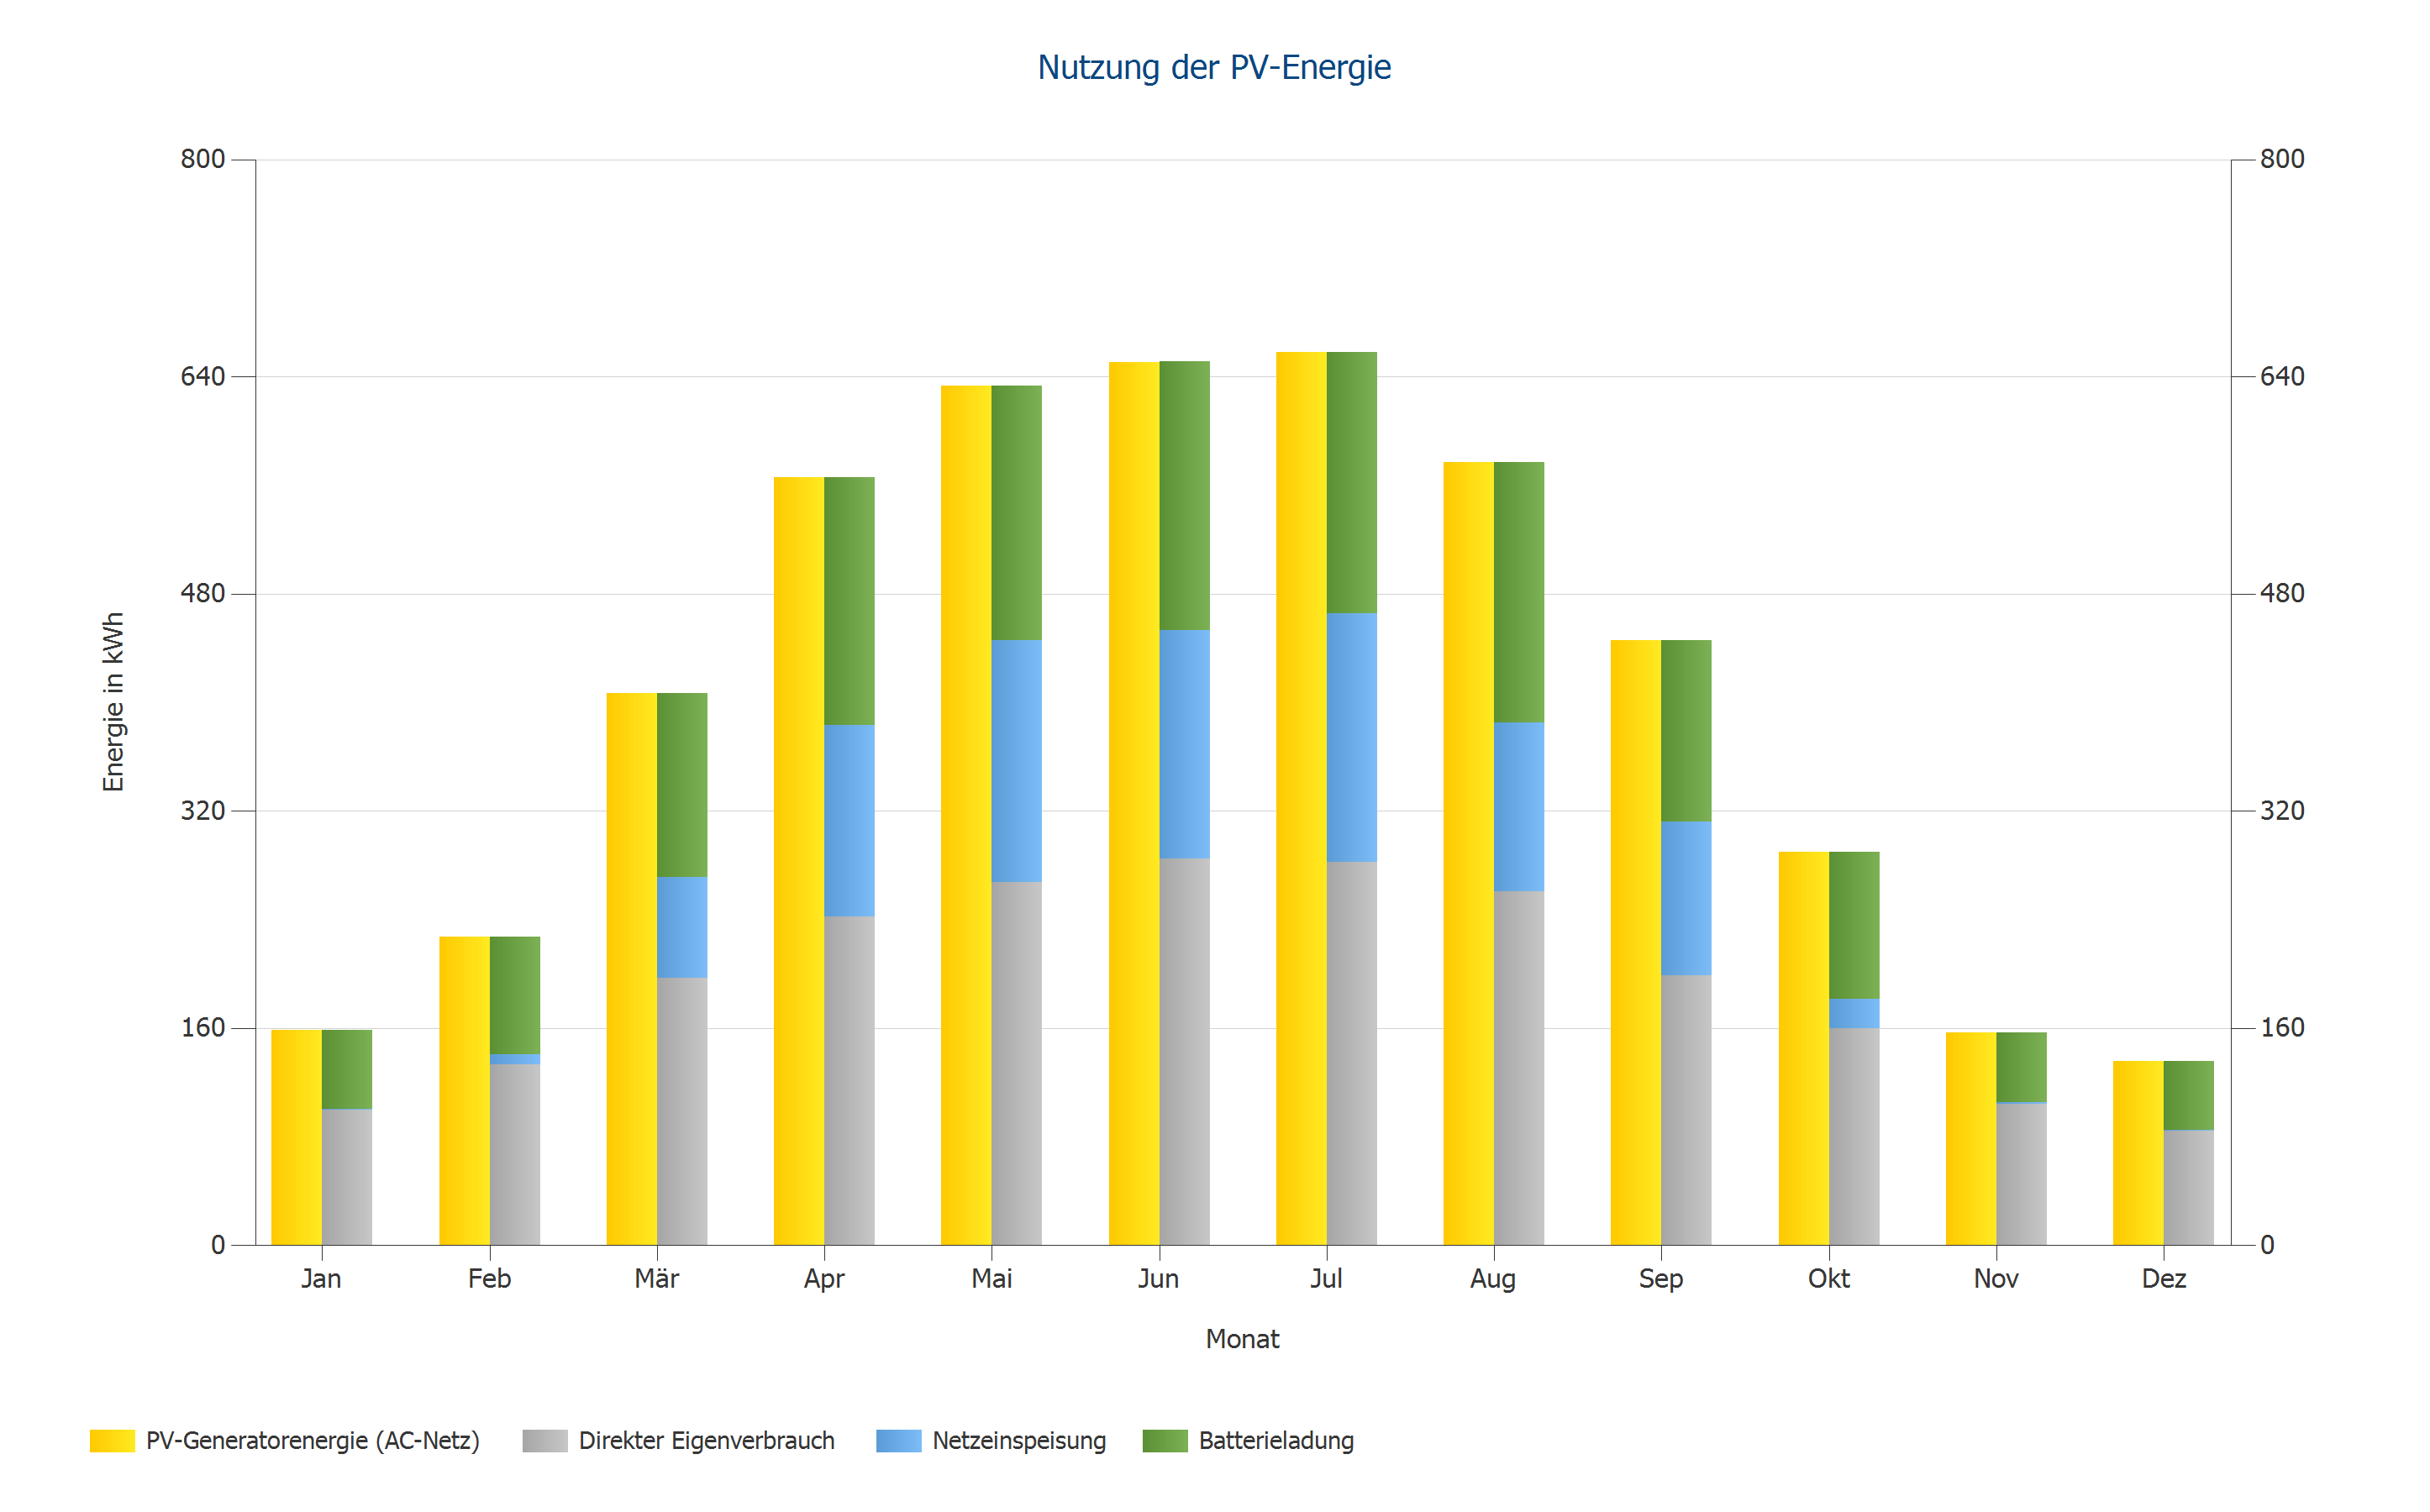 Nutzung der PV-Energie
800
800
640
640
480
480
Energie in kWh
320
320
160
160
0
0
Jan Feb Mär Apr Mai Jun Jul Aug Sep Okt Nov Dez
Monat
PV-Generatorenergie (AC-Netz) Direkter Eigenverbrauch Netzeinspeisung Batterieladung